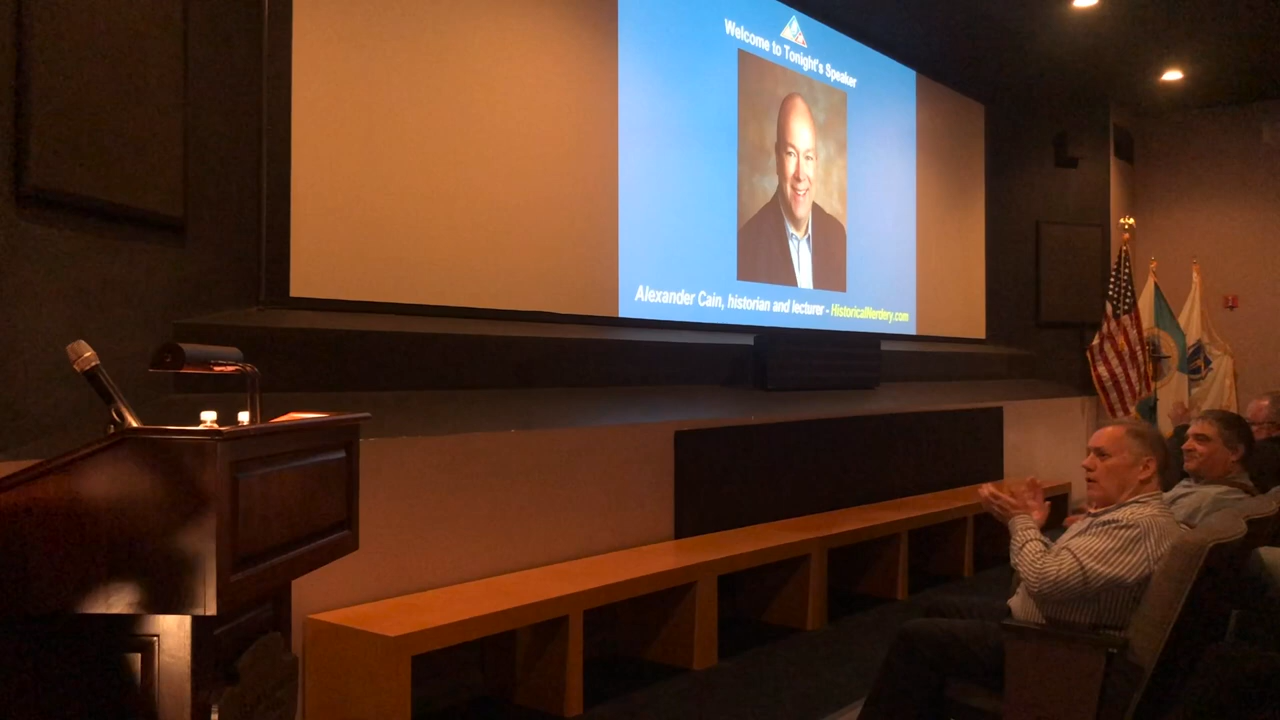 Welcome to Tonight's Speaker
Alexander Cain, historian and lecturer - HistoricalNerdery.com